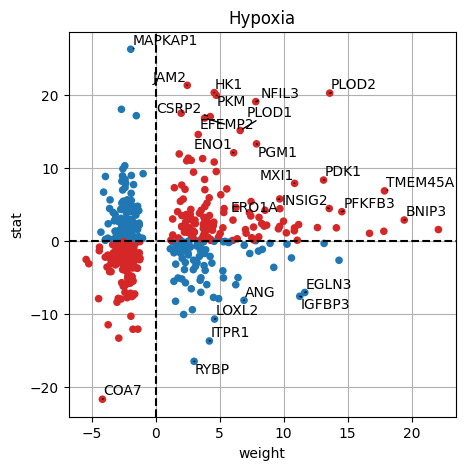 Hypoxia
MAPKAP1
JAM2
HK1
PKM
NFIL3
PLOD2
CSRP2
PLOD1
EFEMP2
ENO1
PGM1
MXI1
PDK1
TMEM45A
ERO1A
INSIG2
PFKFB3
BNIP3
ANG
EGLN3
IGFBP3
LOXL2
ITPR1
RYBP
COA7
20
10
0
−10
−20
stat
−5
0
5
10
15
20
weight